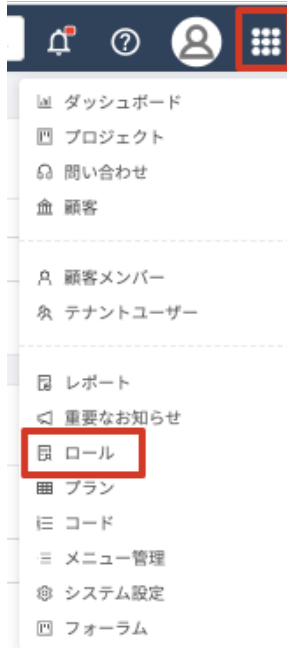 ダッシュボード
プロジェクト
問い合わせ
顧客
顧客メンバー
テナントユーザー
レポート
重要なお知らせ
ロール
プラン
コード
メニュー管理
システム設定
フォーラム